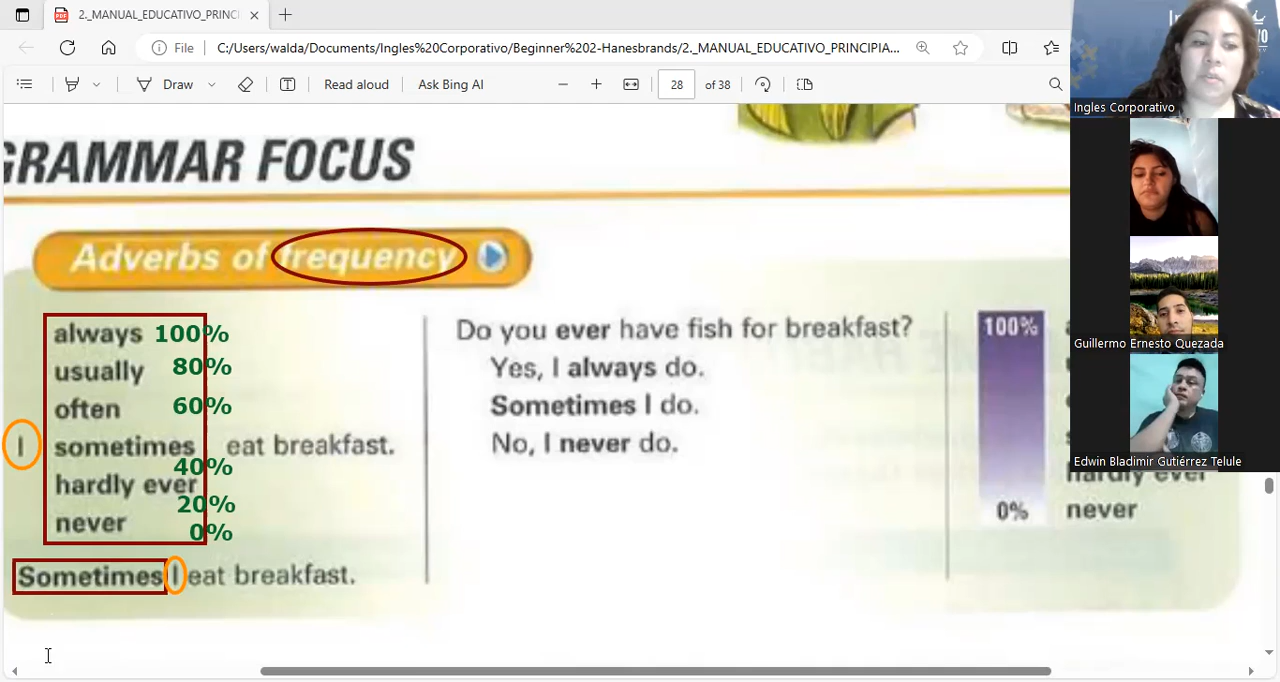 2._MANUAL_EDUCATIVO_PRINCI
File
C:/Users/walda/Documents/Ingles%20Corporativo/Beginner%202-Hanesbrands/2._MANUAL_EDUCATIVO_PRINCIPIA...
Draw
Read aloud
Ask Bing AI
28 of 38
GRAMMAR FOCUS
Adverbs of frequency
always 100%
usually 80%
often 60%
I sometimes eat breakfast.
40%
hardly ever
20%
never 0%
Sometimes I eat breakfast.
Do you ever have fish for breakfast?
Yes, I always do.
Sometimes I do.
No, I never do.
100%
hardly ever
0% never
Ingles Corporativo
Guillermo Ernesto Quezada
Edwin Bladimir Gutiérrez Telule